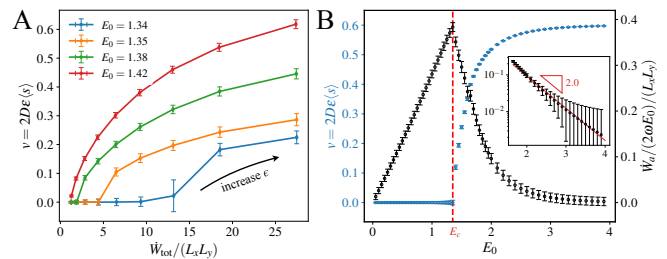 A
E₀ = 1.34
E₀ = 1.35
E₀ = 1.38
E₀ = 1.42
increase ϵ
v = 2Dε⟨s⟩
0.6
0.5
0.4
0.3
0.2
0.1
0.0
0 5 10 15 20 25
Ẇtot/(LxLy)
B
v = 2Dε⟨s⟩
0.6
0.5
0.4
0.3
0.2
0.1
0.0
0 1 Ec 2 3 4
E₀
0.4
0.3
0.2
0.1
0.0
Ẇd/(2ωE₀)/(LxLy)
10⁻¹
10⁻²
2.0
2 3 4